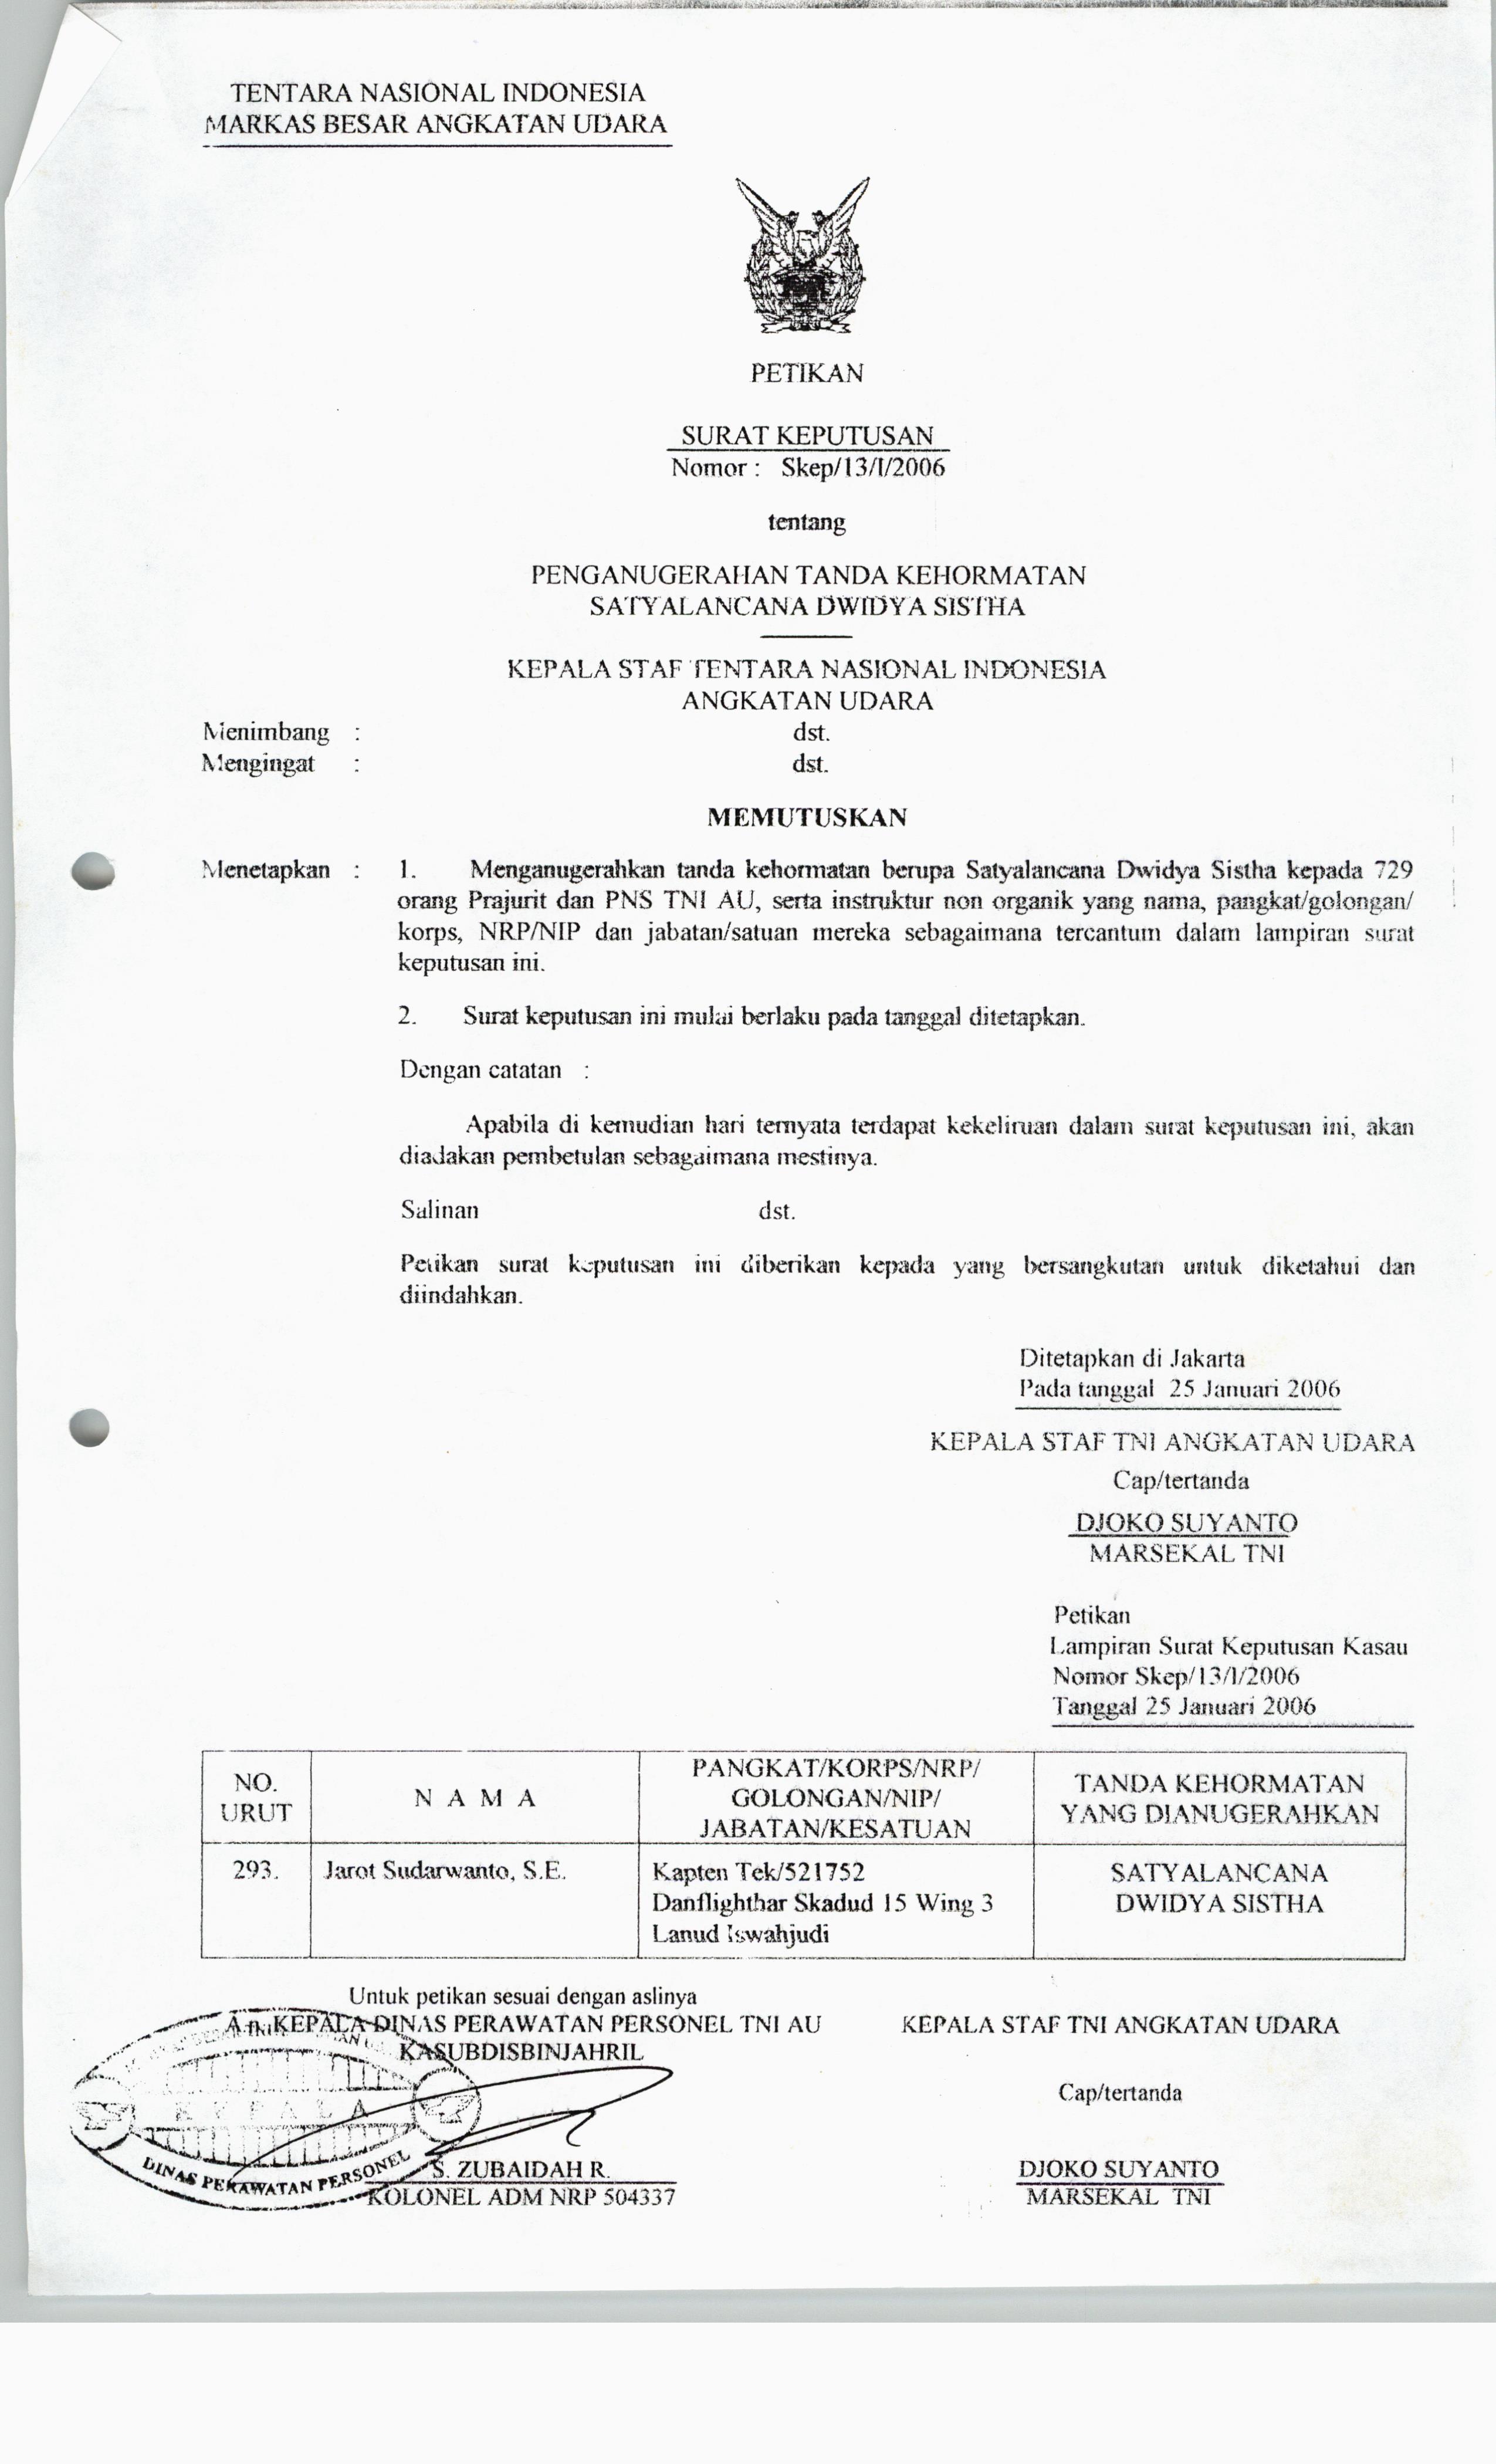 TENTARA NASIONAL INDONESIA
MARKAS BESAR ANGKATAN UDARA
PETIKAN
SURAT KEPUTUSAN
Nomor : Skep/13/I/2006
tentang
PENGANUGERAHAN TANDA KEHORMATAN
SATYALANCANA DWIDYA SISTHA
KEPALA STAF TENTARA NASIONAL INDONESIA
ANGKATAN UDARA
Menimbang : dst.
Mengingat : dst.
MEMUTUSKAN
Menetapkan : 1. Menganugerahkan tanda kehormatan berupa Satyalancana Dwidya Sistha kepada 729
orang Prajurit dan PNS TNI AU, serta instruktur non organik yang nama, pangkat/golongan/
korps, NRP/NIP dan jabatan/satuan mereka sebagaimana tercantum dalam lampiran surat
keputusan ini.
2. Surat keputusan ini mulai berlaku pada tanggal ditetapkan.
Dengan catatan :
Apabila di kemudian hari ternyata terdapat kekeliruan dalam surat keputusan ini, akan
diadakan pembetulan sebagaimana mestinya.
Salinan dst.
Petikan surat keputusan ini diberikan kepada yang bersangkutan untuk diketahui dan
diindahkan.
Ditetapkan di Jakarta
Pada tanggal 25 Januari 2006
KEPALA STAF TNI ANGKATAN UDARA
Cap/tertanda
DJOKO SUYANTO
MARSEKAL TNI
Petikan
Lampiran Surat Keputusan Kasau
Nomor Skep/13/I/2006
Tanggal 25 Januari 2006
NO.
URUT
N A M A
PANGKAT/KORPS/NRP/
GOLONGAN/NIP/
JABATAN/KESATUAN
TANDA KEHORMATAN
YANG DIANUGERAHKAN
293.
Jarot Sudarwanto, S.E.
Kapten Tek/521752
Danflighthar Skadud 15 Wing 3
Lanud Iswahjudi
SATYALANCANA
DWIDYA SISTHA
Untuk petikan sesuai dengan aslinya
A.n. KEPALA DINAS PERAWATAN PERSONEL TNI AU
KASUBDISBINJAHRIL
KEPALA
DINAS PERAWATAN PERSONEL
S. ZUBAIDAH R.
KOLONEL ADM NRP 504337
KEPALA STAF TNI ANGKATAN UDARA
Cap/tertanda
DJOKO SUYANTO
MARSEKAL TNI